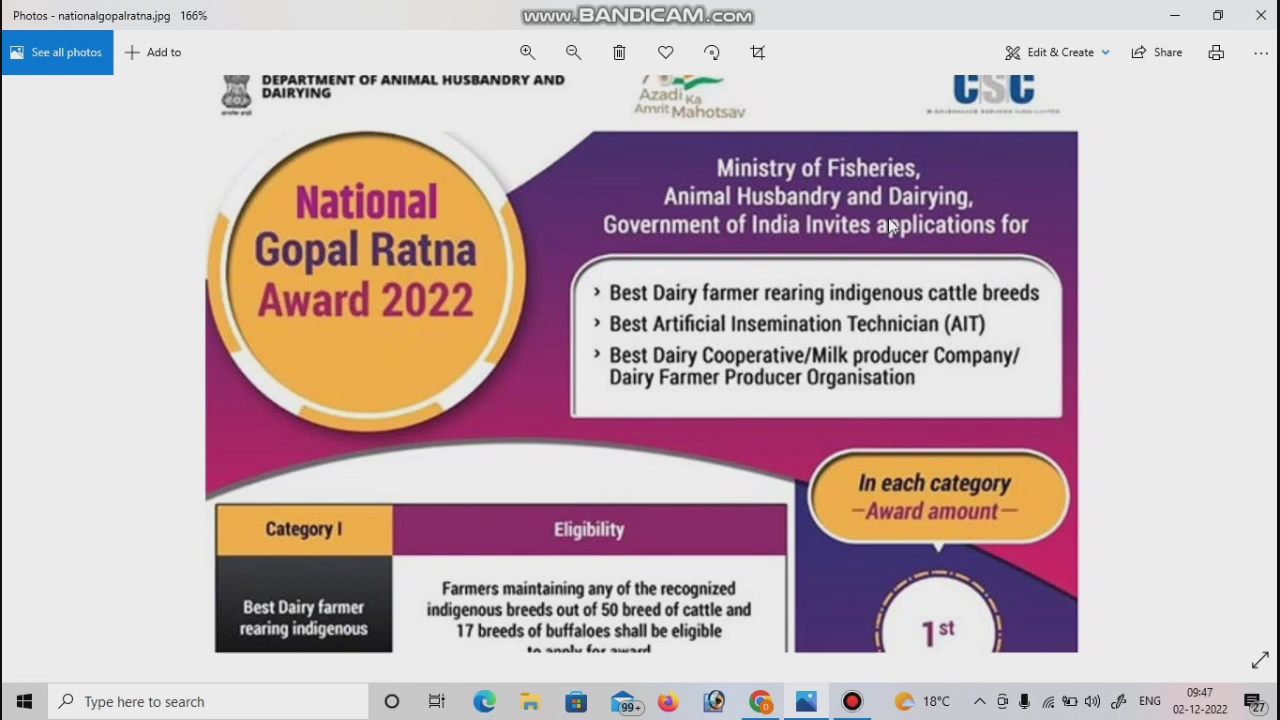 Photos - nationalgopalratna.jpg 166%
www.BANDICAM.com
See all photos
Add to
Edit & Create
Share
DEPARTMENT OF ANIMAL HUSBANDRY AND
DAIRYING
Azadi Ka
Amrit Mahotsav
CSC
National
Gopal Ratna
Award 2022
Ministry of Fisheries,
Animal Husbandry and Dairying,
Government of India Invites applications for
› Best Dairy farmer rearing indigenous cattle breeds
› Best Artificial Insemination Technician (AIT)
› Best Dairy Cooperative/Milk producer Company/
Dairy Farmer Producer Organisation
In each category
—Award amount—
1st
Category I
Eligibility
Best Dairy farmer
rearing indigenous
Farmers maintaining any of the recognized
indigenous breeds out of 50 breed of cattle and
17 breeds of buffaloes shall be eligible
to apply for award
Type here to search
99+
18°C
ENG
09:47
02-12-2022
27